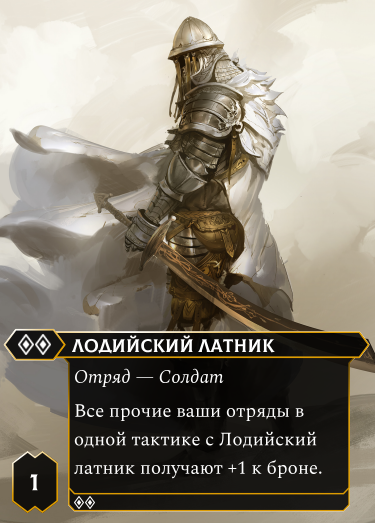 ЛОДИЙСКИЙ ЛАТНИК
Отряд — Солдат
Все прочие ваши отряды в
одной тактике с Лодийский
латник получают +1 к броне.
1